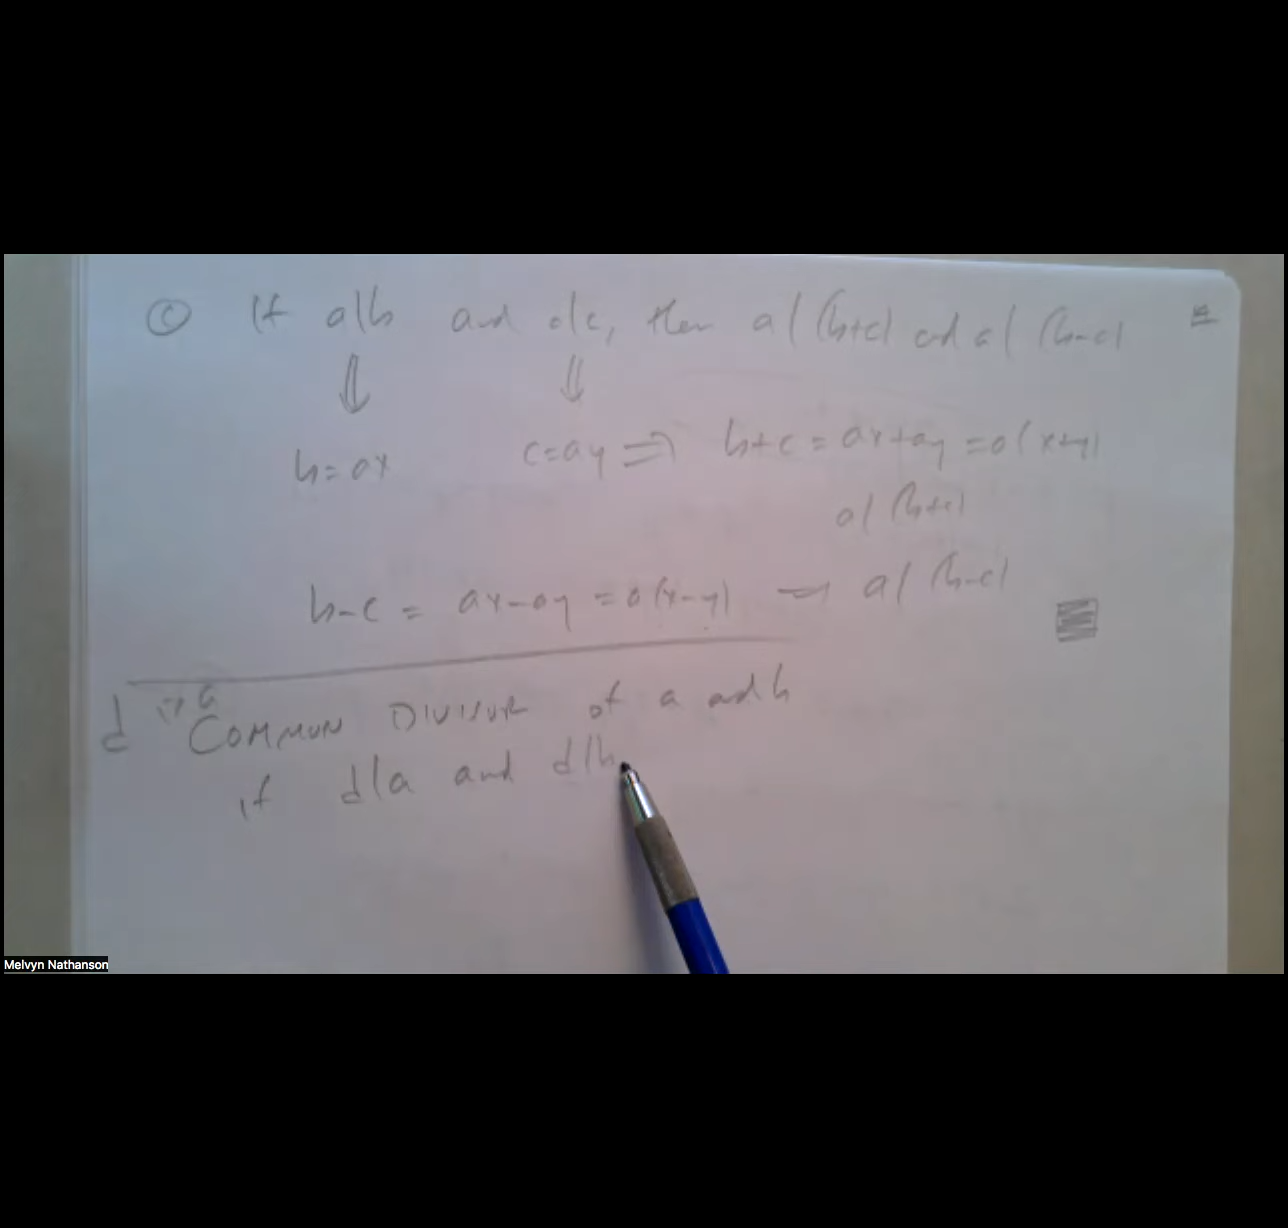 © If a|b and a|c, then a|(b+c) and a|(b-c)
⇓ ⇓
b=ax c=ay ⇒ b+c = ax+ay = a(x+y)
a|(b+c)
b-c = ax-ay = a(x-y) ⇒ a|(b-c)
d is a COMMON DIVISOR of a and b
if d|a and d|b
Melvyn Nathanson